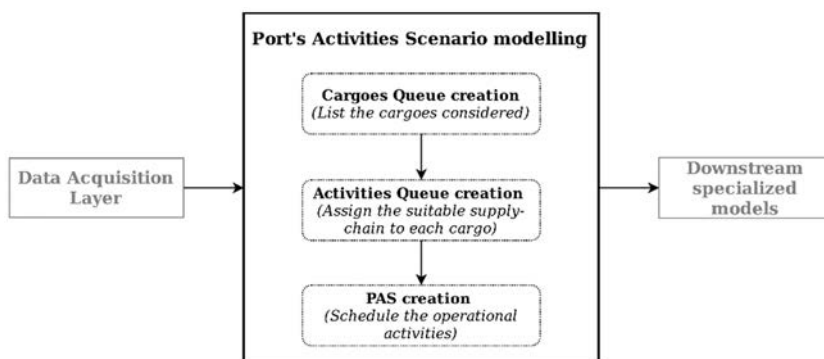 Port's Activities Scenario modelling
Cargoes Queue creation
(List the cargoes considered)
Data Acquisition
Layer
Activities Queue creation
(Assign the suitable supply-
chain to each cargo)
Downstream
specialized
models
PAS creation
(Schedule the operational
activities)